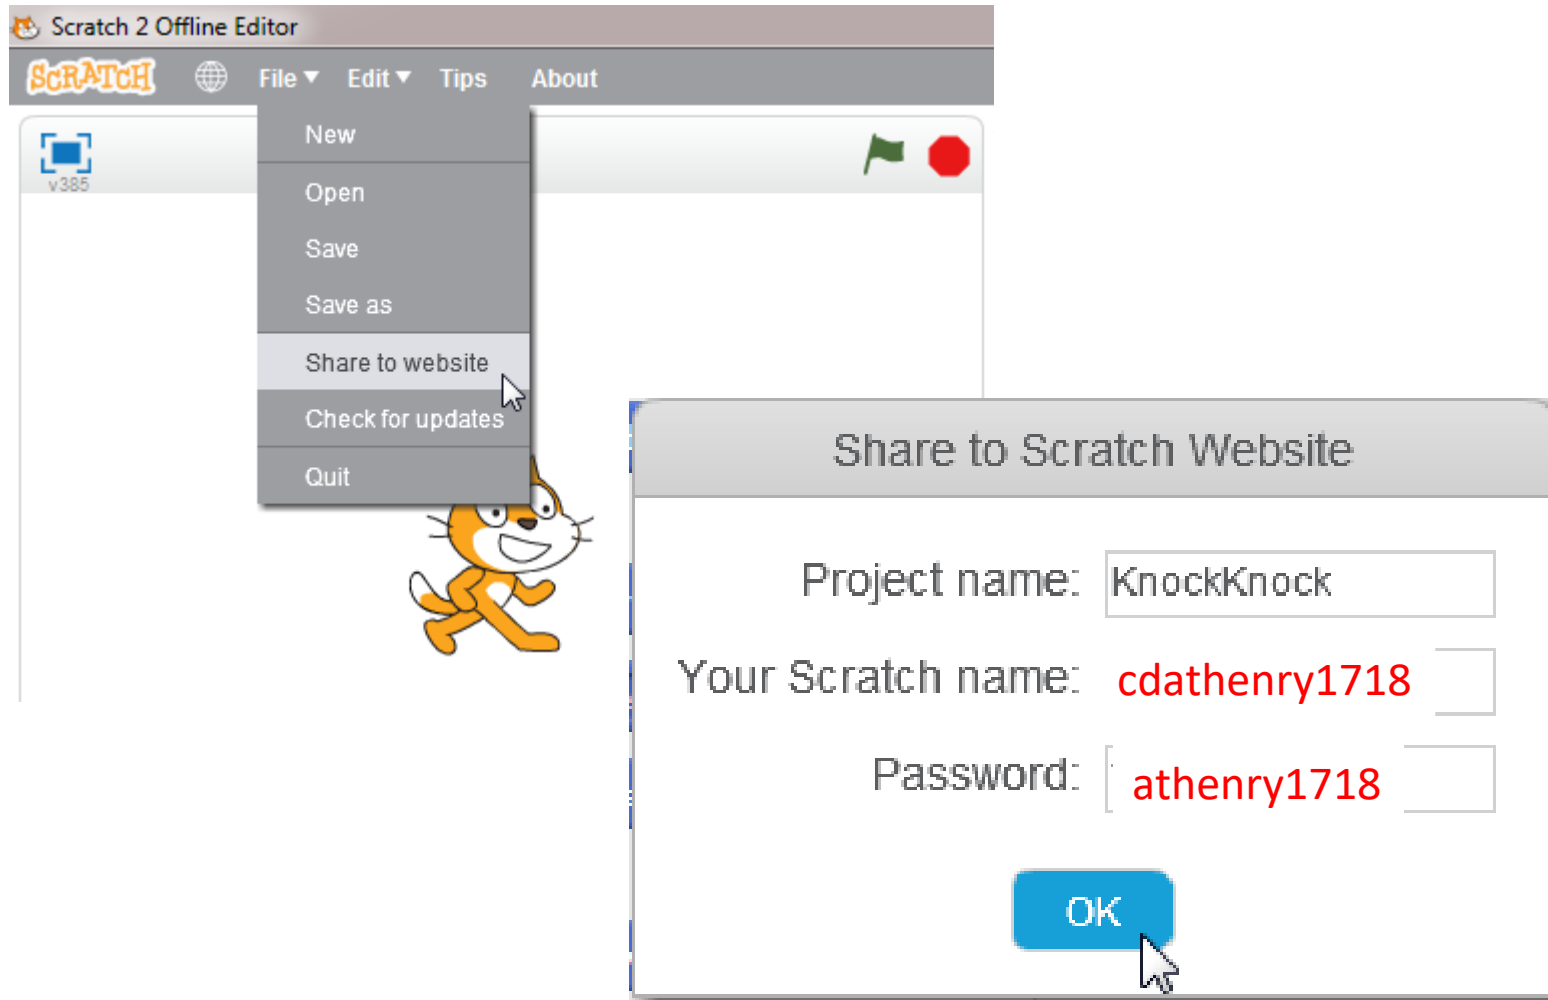 Scratch 2 Offline Editor
SCRATCH File Edit Tips About
v385
New
Open
Save
Save as
Share to website
Check for updates
Quit
Share to Scratch Website
Project name: KnockKnock
Your Scratch name: cdathenry1718
Password: athenry1718
OK